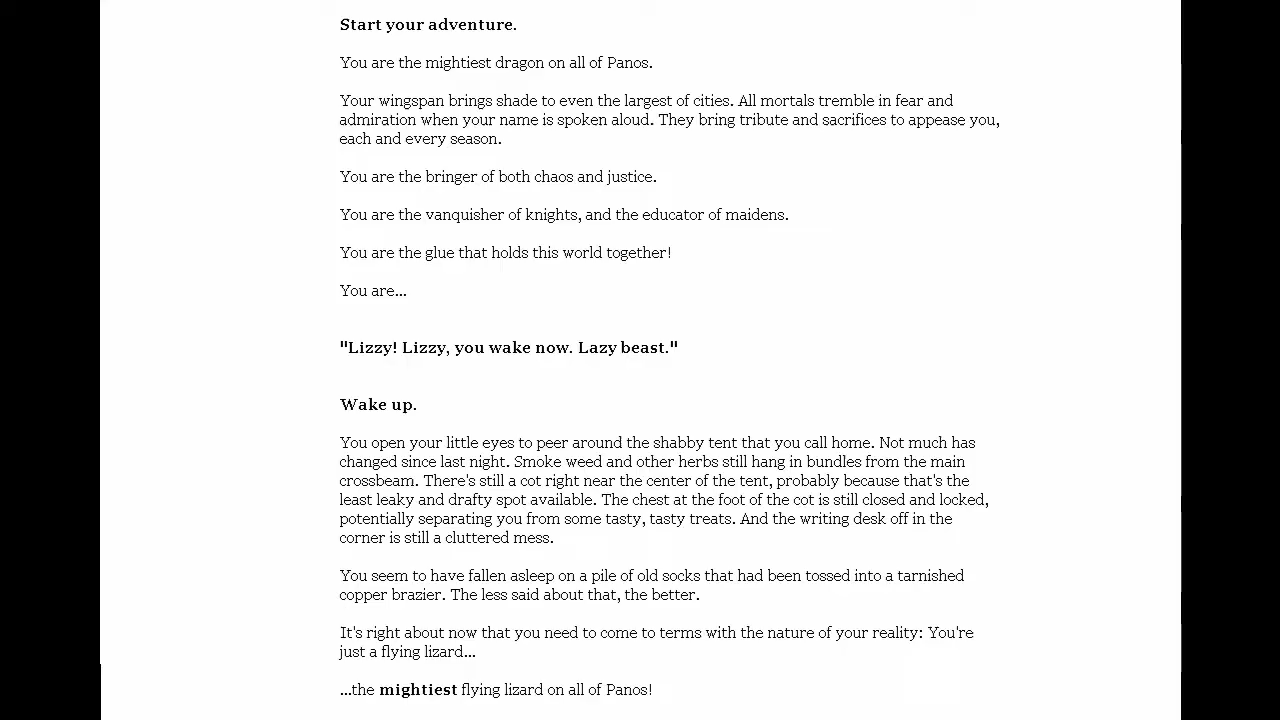 Start your adventure.
You are the mightiest dragon on all of Panos.
Your wingspan brings shade to even the largest of cities. All mortals tremble in fear and
admiration when your name is spoken aloud. They bring tribute and sacrifices to appease you,
each and every season.
You are the bringer of both chaos and justice.
You are the vanquisher of knights, and the educator of maidens.
You are the glue that holds this world together!
You are...
"Lizzy! Lizzy, you wake now. Lazy beast."
Wake up.
You open your little eyes to peer around the shabby tent that you call home. Not much has
changed since last night. Smoke weed and other herbs still hang in bundles from the main
crossbeam. There's still a cot right near the center of the tent, probably because that's the
least leaky and drafty spot available. The chest at the foot of the cot is still closed and locked,
potentially separating you from some tasty, tasty treats. And the writing desk off in the
corner is still a cluttered mess.
You seem to have fallen asleep on a pile of old socks that had been tossed into a tarnished
copper brazier. The less said about that, the better.
It's right about now that you need to come to terms with the nature of your reality: You're
just a flying lizard...
...the mightiest flying lizard on all of Panos!